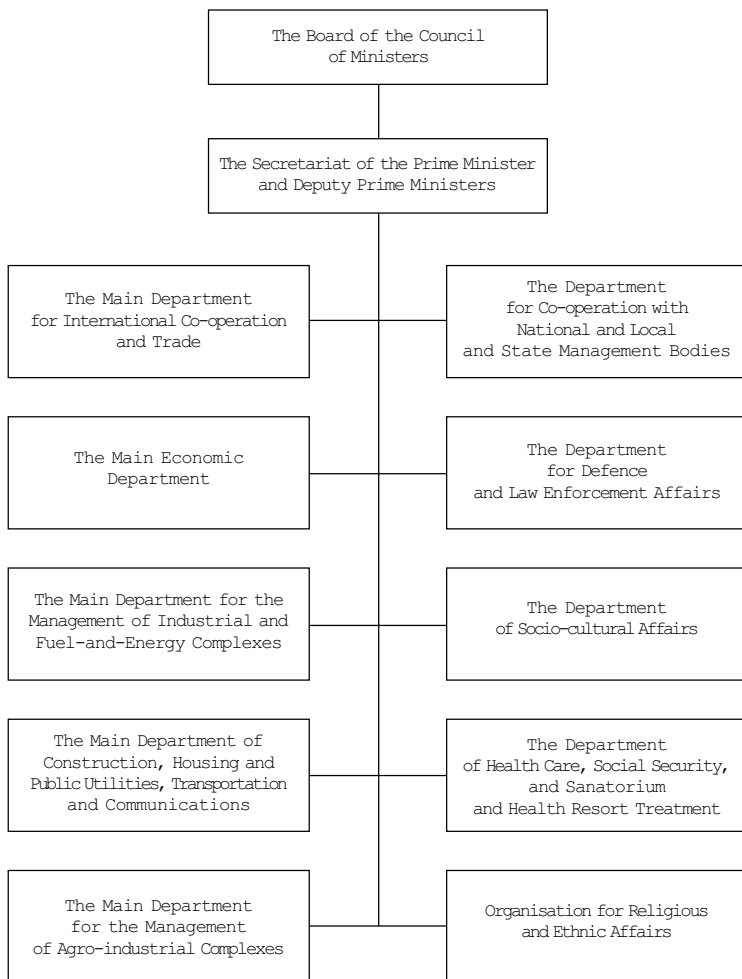 The Board of the Council
of Ministers
The Secretariat of the Prime Minister
and Deputy Prime Ministers
The Main Department
for International Co-operation
and Trade
The Department
for Co-operation with
National and Local
and State Management Bodies
The Main Economic
Department
The Department
for Defence
and Law Enforcement Affairs
The Main Department for the
Management of Industrial and
Fuel-and-Energy Complexes
The Department
of Socio-cultural Affairs
The Main Department of
Construction, Housing and
Public Utilities, Transportation
and Communications
The Department
of Health Care, Social Security,
and Sanatorium
and Health Resort Treatment
The Main Department
for the Management
of Agro-industrial Complexes
Organisation for Religious
and Ethnic Affairs